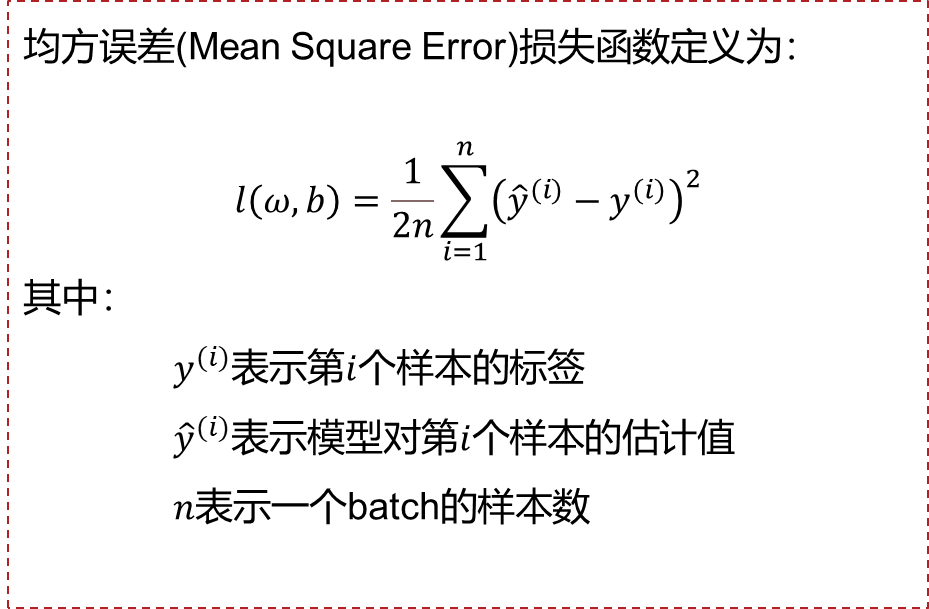 均方误差(Mean Square Error)损失函数定义为：
l(ω, b) = \frac{1}{2n} \sum_{i=1}^{n} (ŷ^{(i)} − y^{(i)})^2
其中：
y^{(i)}表示第i个样本的标签
ŷ^{(i)}表示模型对第i个样本的估计值
n表示一个batch的样本数